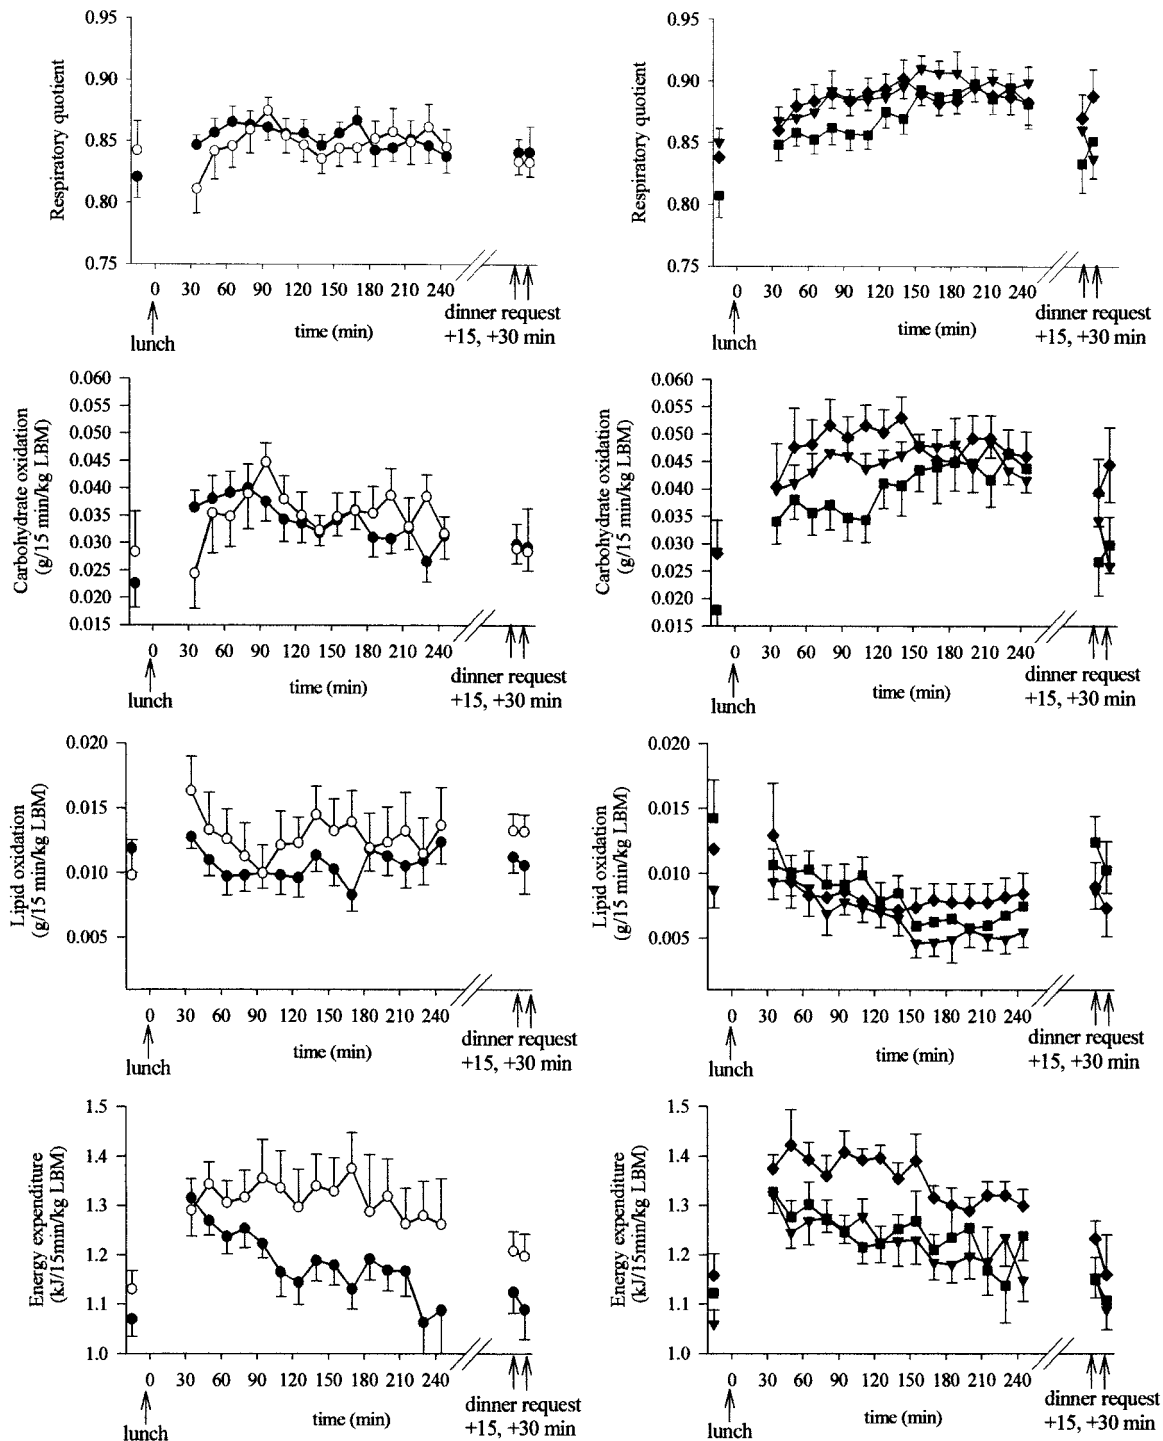 0.95
0.90
0.85
0.80
0.75
Respiratory quotient
0 30 60 90 120 150 180 210 240
time (min)
lunch
dinner request
+15, +30 min
0.95
0.90
0.85
0.80
0.75
Respiratory quotient
0 30 60 90 120 150 180 210 240
time (min)
lunch
dinner request
+15, +30 min
0.060
0.055
0.050
0.045
0.040
0.035
0.030
0.025
0.020
0.015
Carbohydrate oxidation
(g/15 min/kg LBM)
0 30 60 90 120 150 180 210 240
time (min)
lunch
dinner request
+15, +30 min
0.060
0.055
0.050
0.045
0.040
0.035
0.030
0.025
0.020
0.015
Carbohydrate oxidation
(g/15 min/kg LBM)
0 30 60 90 120 150 180 210 240
time (min)
lunch
dinner request
+15, +30 min
0.020
0.015
0.010
0.005
Lipid oxidation
(g/15 min/kg LBM)
0 30 60 90 120 150 180 210 240
time (min)
lunch
dinner request
+15, +30 min
0.020
0.015
0.010
0.005
Lipid oxidation
(g/15 min/kg LBM)
0 30 60 90 120 150 180 210 240
time (min)
lunch
dinner request
+15, +30 min
1.5
1.4
1.3
1.2
1.1
1.0
Energy expenditure
(kJ/15min/kg LBM)
0 30 60 90 120 150 180 210 240
time (min)
lunch
dinner request
+15, +30 min
1.5
1.4
1.3
1.2
1.1
1.0
Energy expenditure
(kJ/15min/kg LBM)
0 30 60 90 120 150 180 210 240
time (min)
lunch
dinner request
+15, +30 min